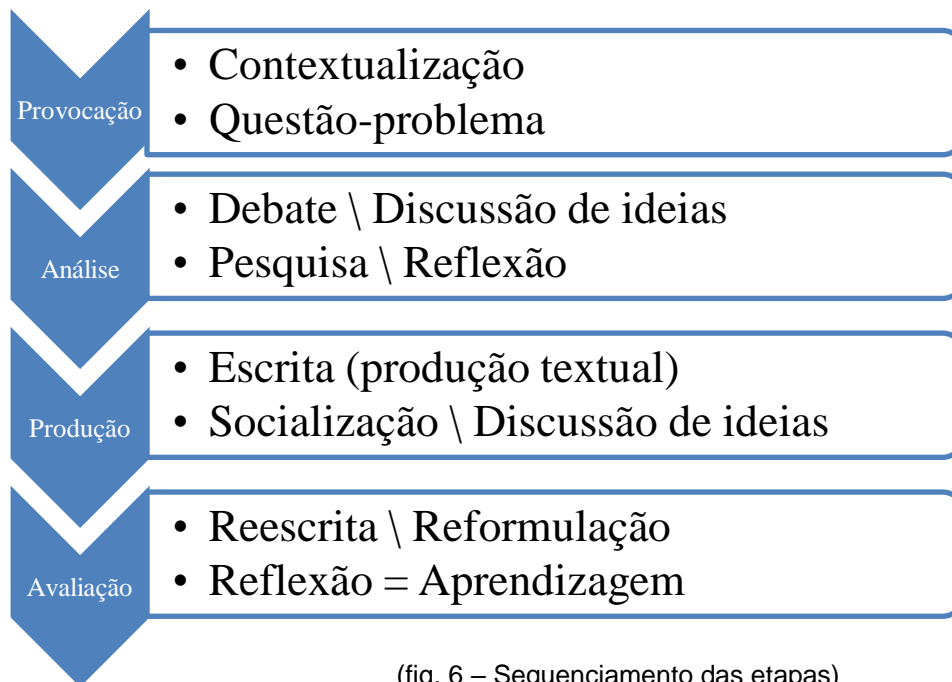 Provocação
• Contextualização
• Questão-problema
Análise
• Debate \ Discussão de ideias
• Pesquisa \ Reflexão
Produção
• Escrita (produção textual)
• Socialização \ Discussão de ideias
Avaliação
• Reescrita \ Reformulação
• Reflexão = Aprendizagem
(fig. 6 – Sequenciamento das etapas)